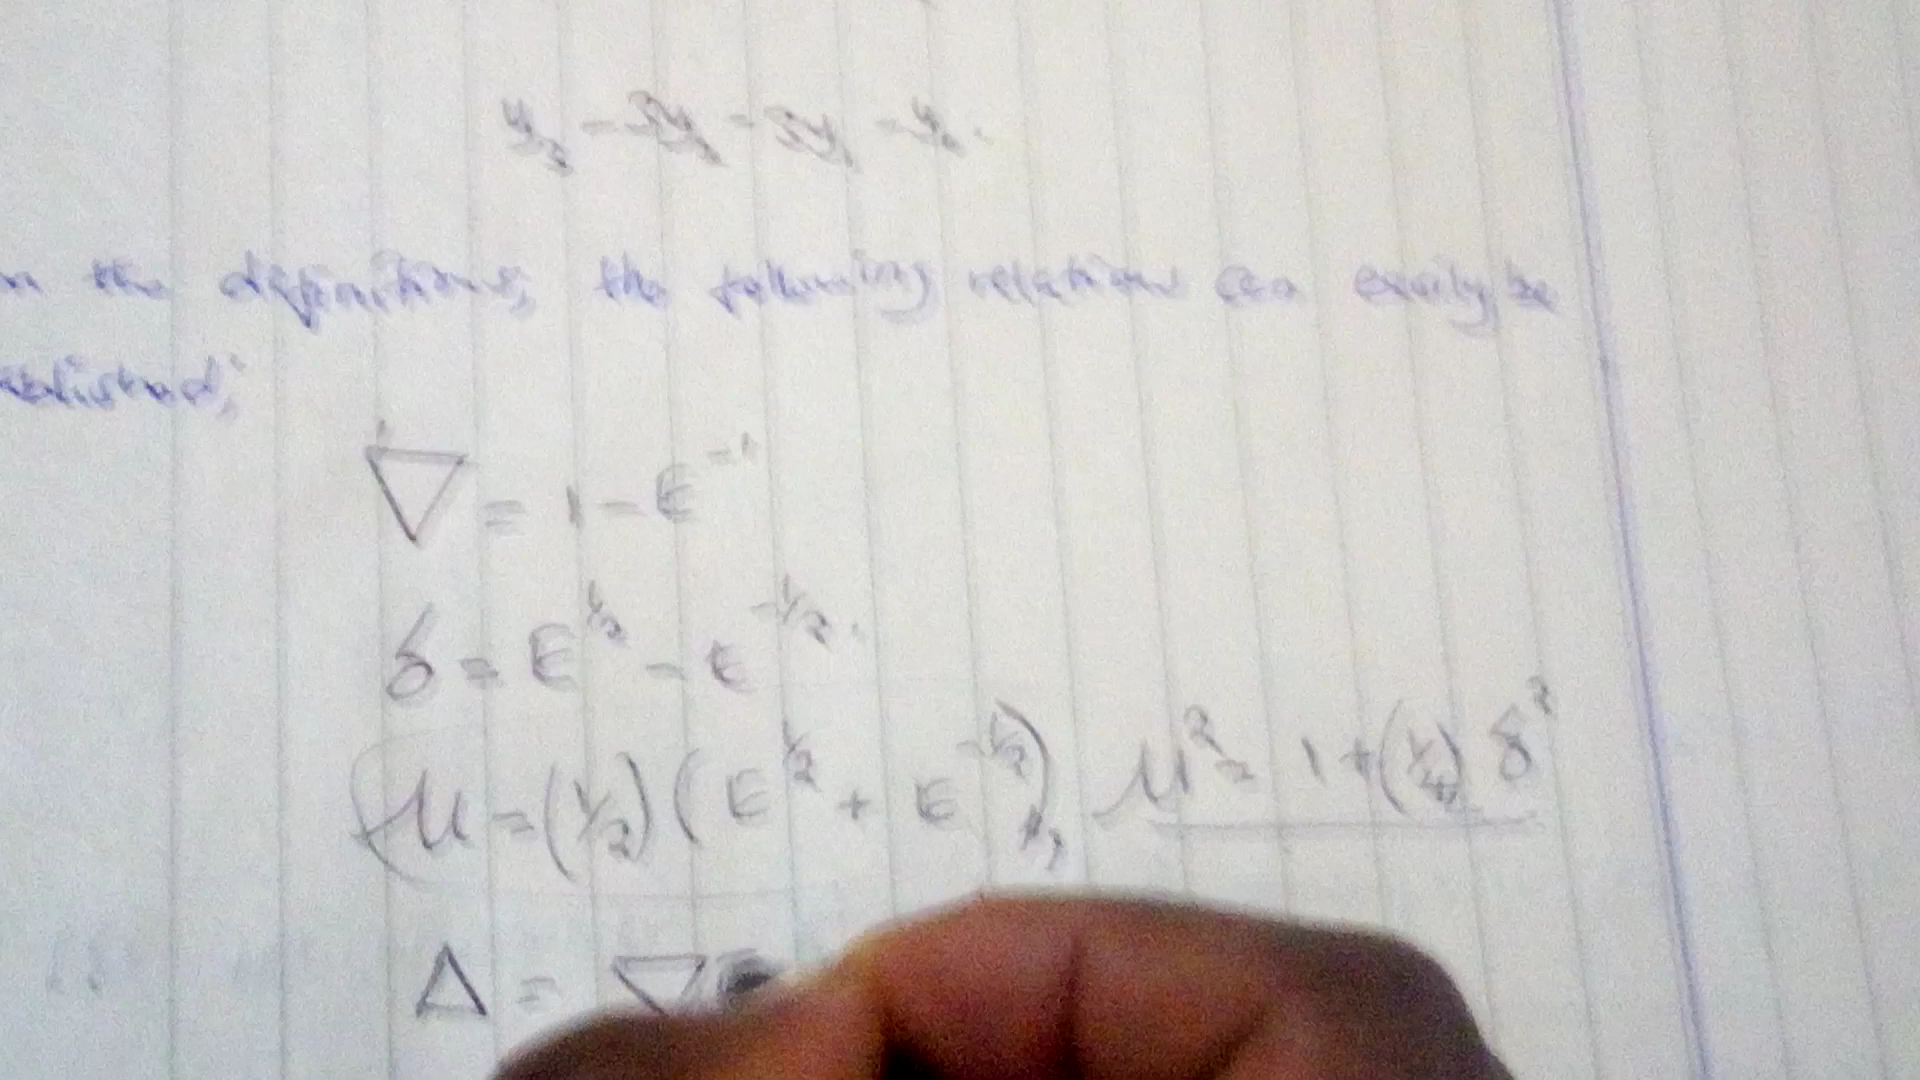 y₃ - 3y₂ - 3y₁ - y₀.
the definitions, the following relations can easily be
∇ = 1 - E⁻¹
δ = E^½ - E^-½.
μ = (½)(E^½ + E^-½), μ² = 1 + (¼) δ²
Δ = ∇